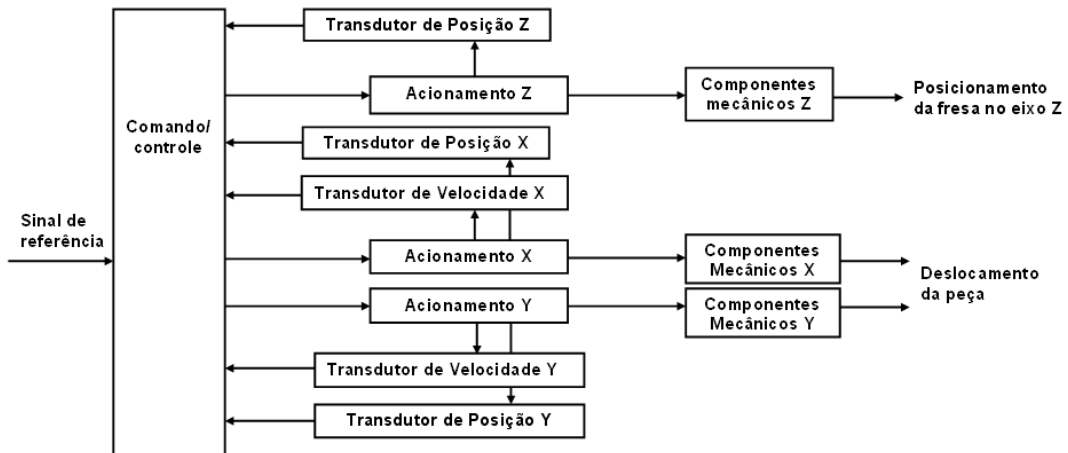 Transdutor de Posição Z
Acionamento Z
Componentes
mecânicos Z
Posicionamento
da fresa no eixo Z
Comando/
controle
Transdutor de Posição X
Transdutor de Velocidade X
Sinal de
referência
Acionamento X
Componentes
Mecânicos X
Deslocamento
da peça
Acionamento Y
Componentes
Mecânicos Y
Transdutor de Velocidade Y
Transdutor de Posição Y